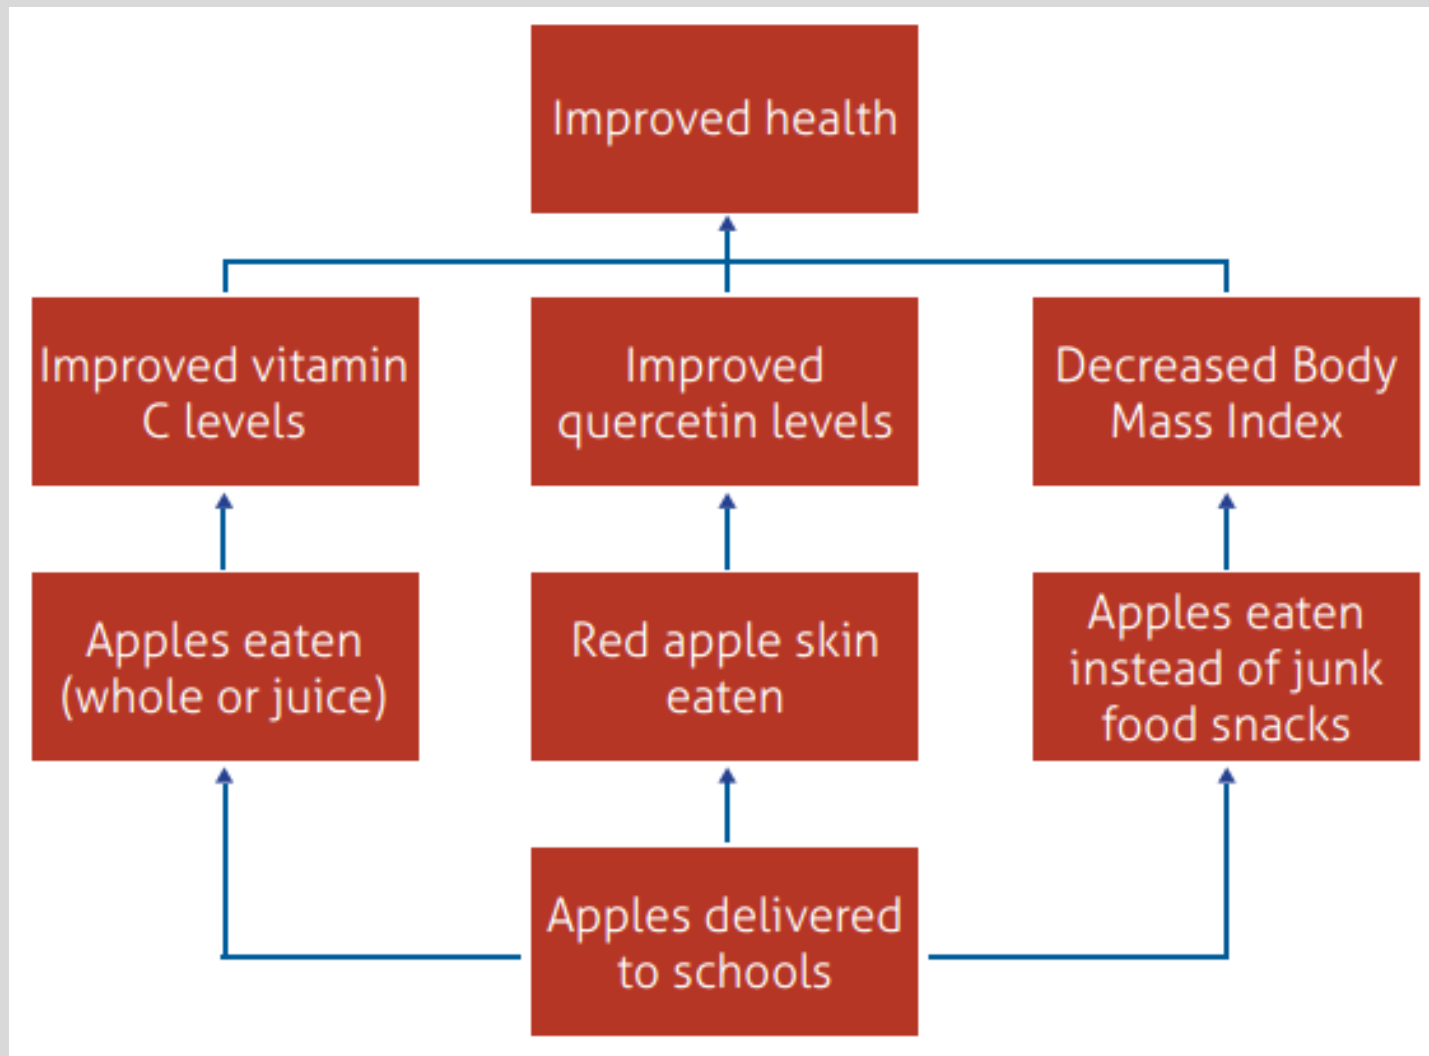 Improved health
Improved vitamin
C levels
Improved
quercetin levels
Decreased Body
Mass Index
Apples eaten
(whole or juice)
Red apple skin
eaten
Apples eaten
instead of junk
food snacks
Apples delivered
to schools